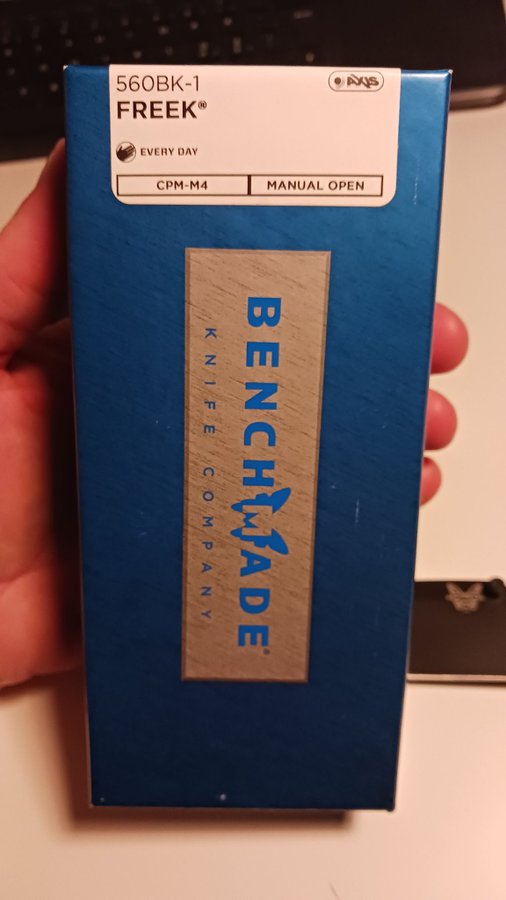 560BK-1
AXIS
FREEK®
EVERY DAY
CPM-M4
MANUAL OPEN
BENCHMADE®
KNIFE COMPANY